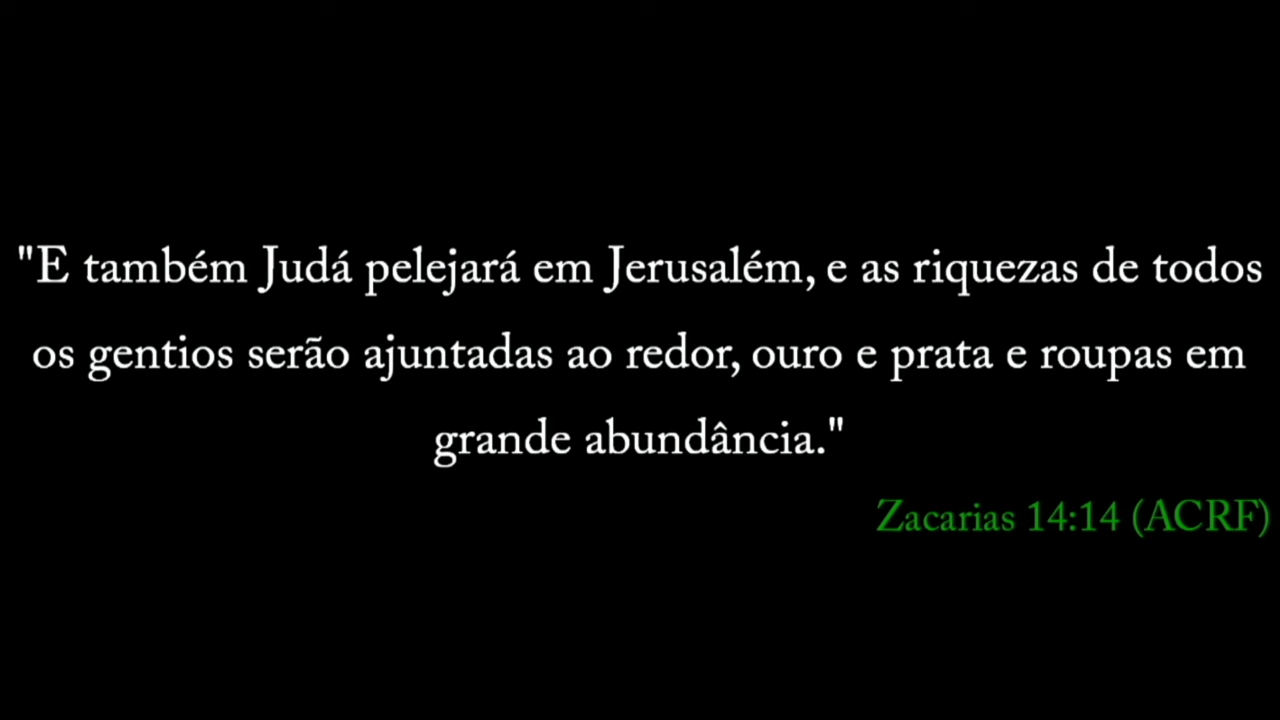 "E também Judá pelejará em Jerusalém, e as riquezas de todos
os gentios serão ajuntadas ao redor, ouro e prata e roupas em
grande abundância."
Zacarias 14:14 (ACRF)